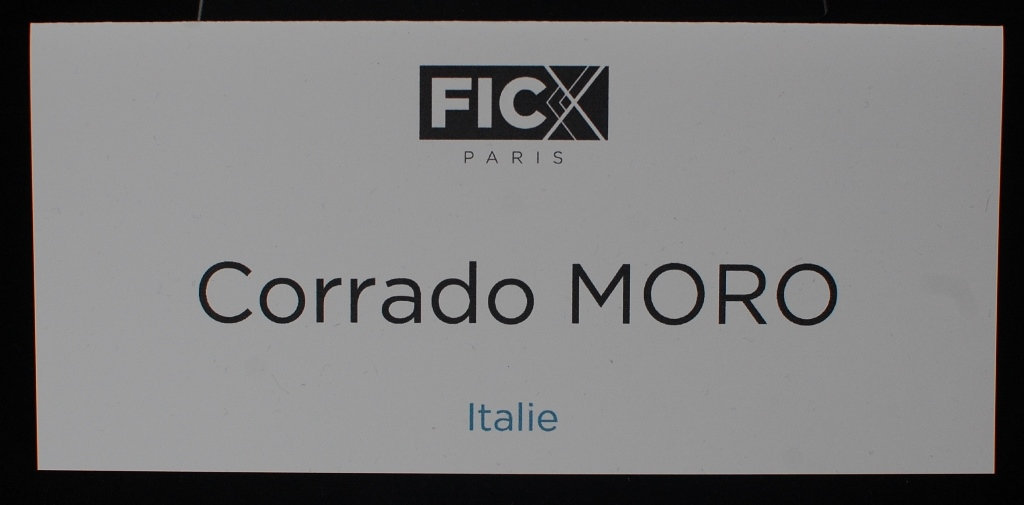 FICX
PARIS
Corrado MORO
Italie